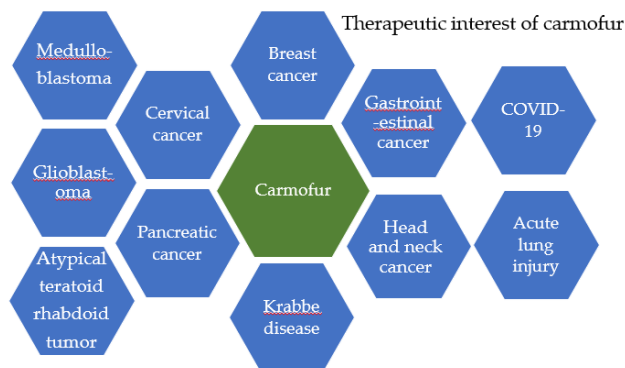 Therapeutic interest of carmofur
Medullo-
blastoma
Breast
cancer
Cervical
cancer
Gastroint
-estinal
cancer
COVID-
19
Glioblast-
oma
Carmofur
Pancreatic
cancer
Head
and neck
cancer
Acute
lung
injury
Atypical
teratoid
rhabdoid
tumor
Krabbe
disease